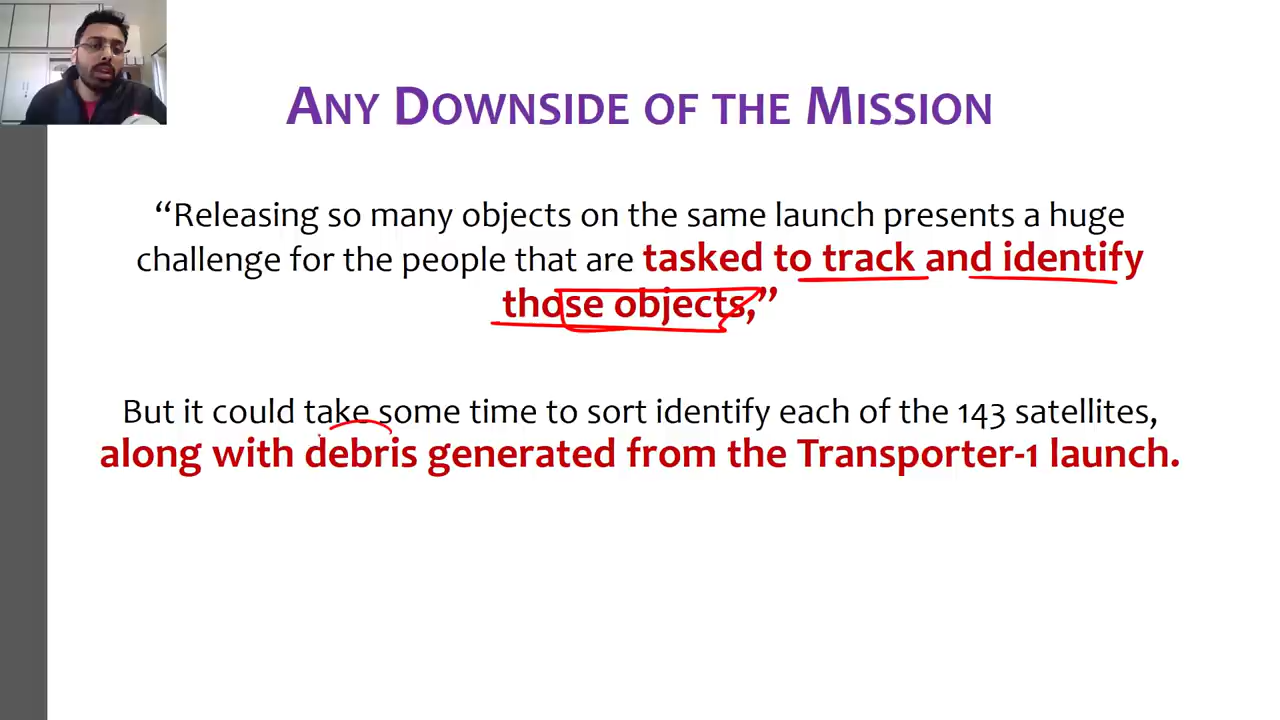 ANY DOWNSIDE OF THE MISSION
“Releasing so many objects on the same launch presents a huge
challenge for the people that are tasked to track and identify
those objects,”
But it could take some time to sort identify each of the 143 satellites,
along with debris generated from the Transporter-1 launch.